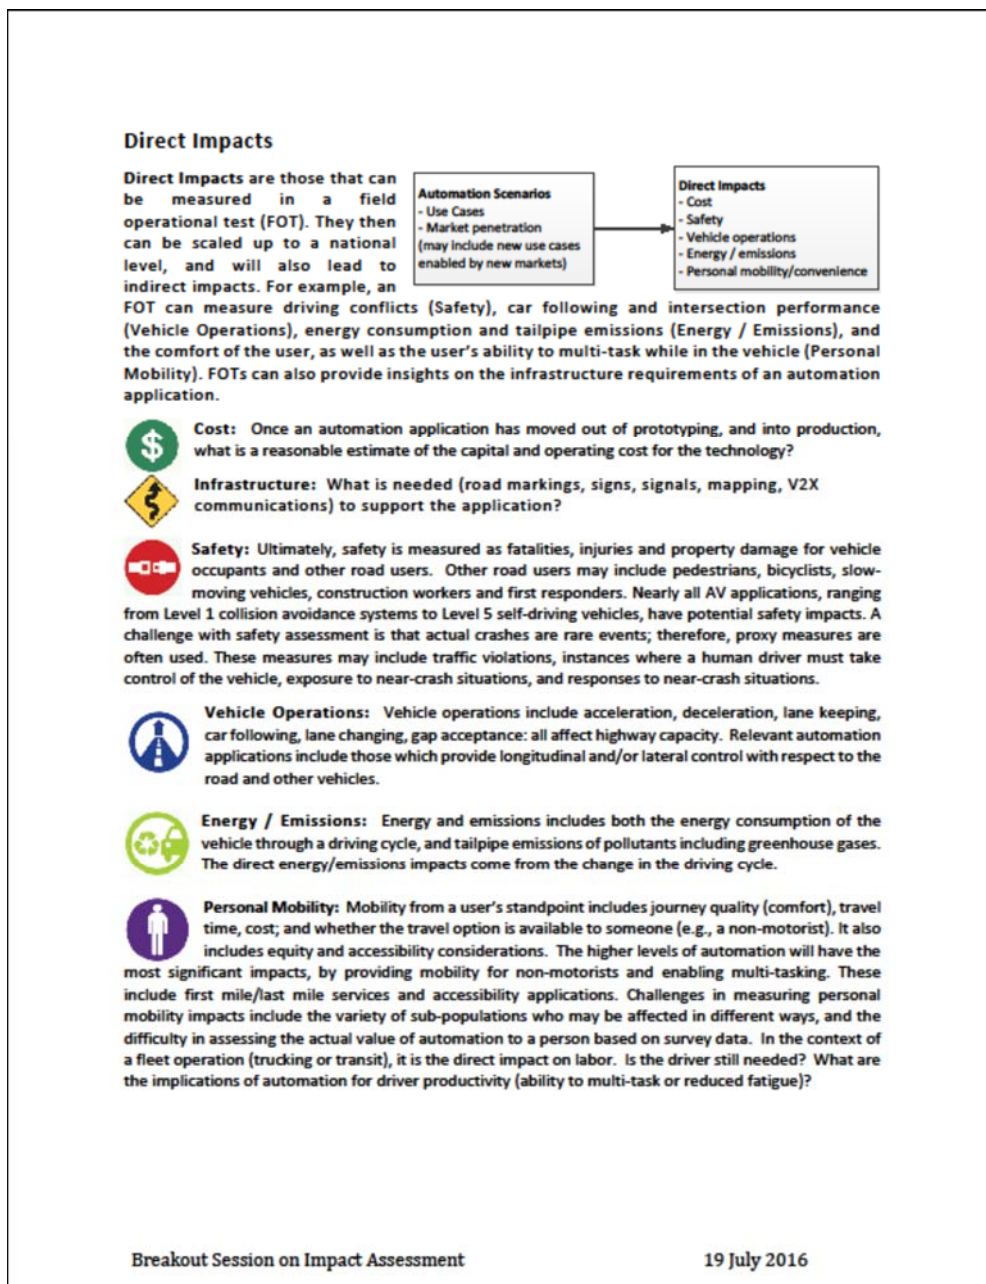 Direct Impacts
Direct Impacts are those that can
be measured in a field
operational test (FOT). They then
can be scaled up to a national
level, and will also lead to
indirect impacts. For example, an
Automation Scenarios
- Use Cases
- Market penetration
(may include new use cases
enabled by new markets)
Direct Impacts
- Cost
- Safety
- Vehicle operations
- Energy / emissions
- Personal mobility/convenience
FOT can measure driving conflicts (Safety), car following and intersection performance
(Vehicle Operations), energy consumption and tailpipe emissions (Energy / Emissions), and
the comfort of the user, as well as the user's ability to multi-task while in the vehicle (Personal
Mobility). FOTs can also provide insights on the infrastructure requirements of an automation
application.
$
Cost: Once an automation application has moved out of prototyping, and into production,
what is a reasonable estimate of the capital and operating cost for the technology?
Infrastructure: What is needed (road markings, signs, signals, mapping, V2X
communications) to support the application?
Safety: Ultimately, safety is measured as fatalities, injuries and property damage for vehicle
occupants and other road users. Other road users may include pedestrians, bicyclists, slow-
moving vehicles, construction workers and first responders. Nearly all AV applications, ranging
from Level 1 collision avoidance systems to Level 5 self-driving vehicles, have potential safety impacts. A
challenge with safety assessment is that actual crashes are rare events; therefore, proxy measures are
often used. These measures may include traffic violations, instances where a human driver must take
control of the vehicle, exposure to near-crash situations, and responses to near-crash situations.
Vehicle Operations: Vehicle operations include acceleration, deceleration, lane keeping,
car following, lane changing, gap acceptance: all affect highway capacity. Relevant automation
applications include those which provide longitudinal and/or lateral control with respect to the
road and other vehicles.
Energy / Emissions: Energy and emissions includes both the energy consumption of the
vehicle through a driving cycle, and tailpipe emissions of pollutants including greenhouse gases.
The direct energy/emissions impacts come from the change in the driving cycle.
Personal Mobility: Mobility from a user's standpoint includes journey quality (comfort), travel
time, cost; and whether the travel option is available to someone (e.g., a non-motorist). It also
includes equity and accessibility considerations. The higher levels of automation will have the
most significant impacts, by providing mobility for non-motorists and enabling multi-tasking. These
include first mile/last mile services and accessibility applications. Challenges in measuring personal
mobility impacts include the variety of sub-populations who may be affected in different ways, and the
difficulty in assessing the actual value of automation to a person based on survey data. In the context of
a fleet operation (trucking or transit), it is the direct impact on labor. Is the driver still needed? What are
the implications of automation for driver productivity (ability to multi-task or reduced fatigue)?
Breakout Session on Impact Assessment
19 July 2016